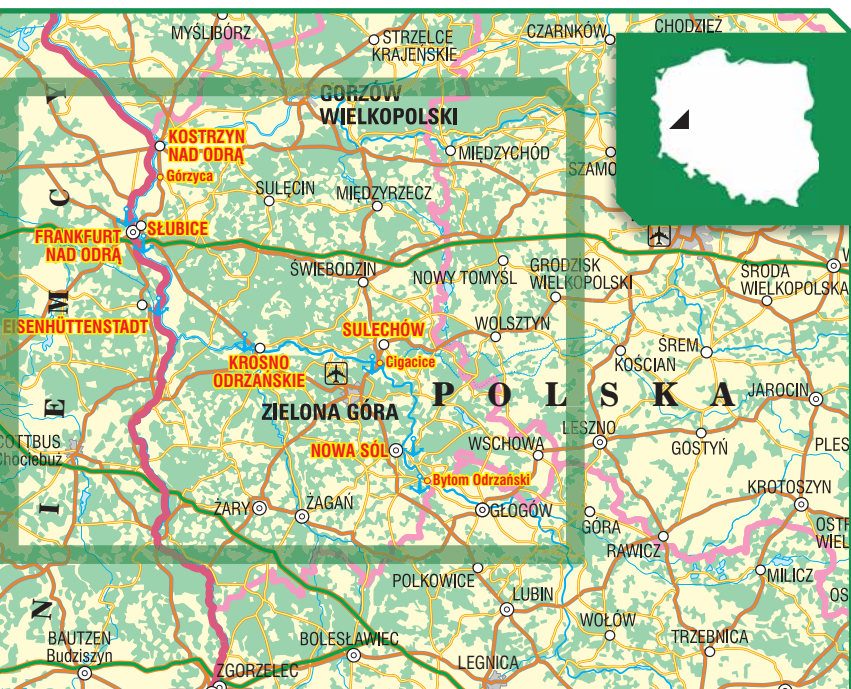 MYŚLIBÓRZ
STRZELCE
KRAJEŃSKIE
CZARNKÓW
CHODZIEŻ
GORZÓW
WIELKOPOLSKI
KOSTRZYN
NAD ODRĄ
MIĘDZYCHÓD
SZAMO
Górzyca
SULĘCIN
MIĘDZYRZECZ
SŁUBICE
FRANKFURT
NAD ODRĄ
ŚWIEBODZIN
NOWY TOMYŚL
GRODZISK
WIELKOPOLSKI
ŚRODA
WIELKOPOLSKA
EISENHÜTTENSTADT
SULECHÓW
WOLSZTYN
KROSNO
ODRZAŃSKIE
Cigacice
KOŚCIAN
ŚREM
POLSKA
JAROCIN
ZIELONA GÓRA
NOWA SÓL
WSCHOWA
LESZNO
GOSTYŃ
PLES
COTTBUS
Chociebuż
Bytom Odrzański
KROTOSZYN
ŻARY
ŻAGAŃ
GŁOGÓW
GÓRA
RAWICZ
OSTR
WIEL
POLKOWICE
MILICZ
OS
LUBIN
WOŁÓW
TRZEBNICA
BAUTZEN
Budziszyn
BOLESŁAWIEC
ZGORZELEC
LEGNICA
NIEMCY